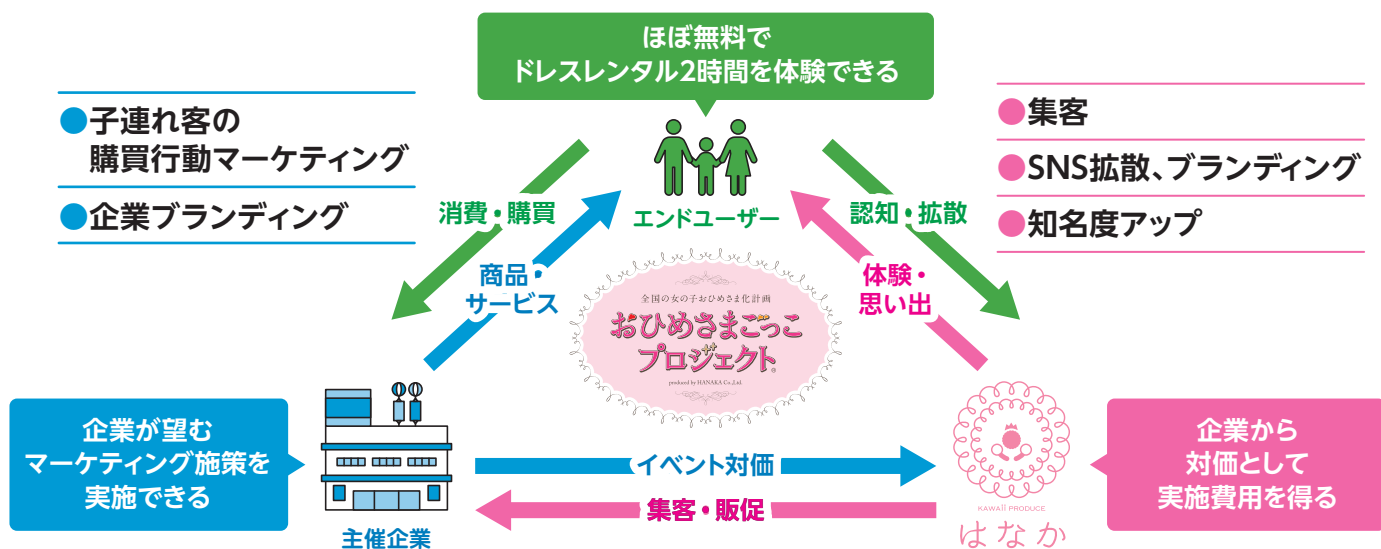 ほぼ無料で
ドレスレンタル2時間を体験できる
●子連れ客の
購買行動マーケティング
●企業ブランディング
●集客
●SNS拡散、ブランディング
●知名度アップ
消費・購買
エンドユーザー
認知・拡散
商品・
サービス
体験・
思い出
全国の女の子おひめさま化計画
おひめさまごっこ
プロジェクト®
produced by HANAKA Co.,Ltd.
企業が望む
マーケティング施策を
実施できる
主催企業
イベント対価
集客・販促
KAWAii PRODUCE
はなか
企業から
対価として
実施費用を得る